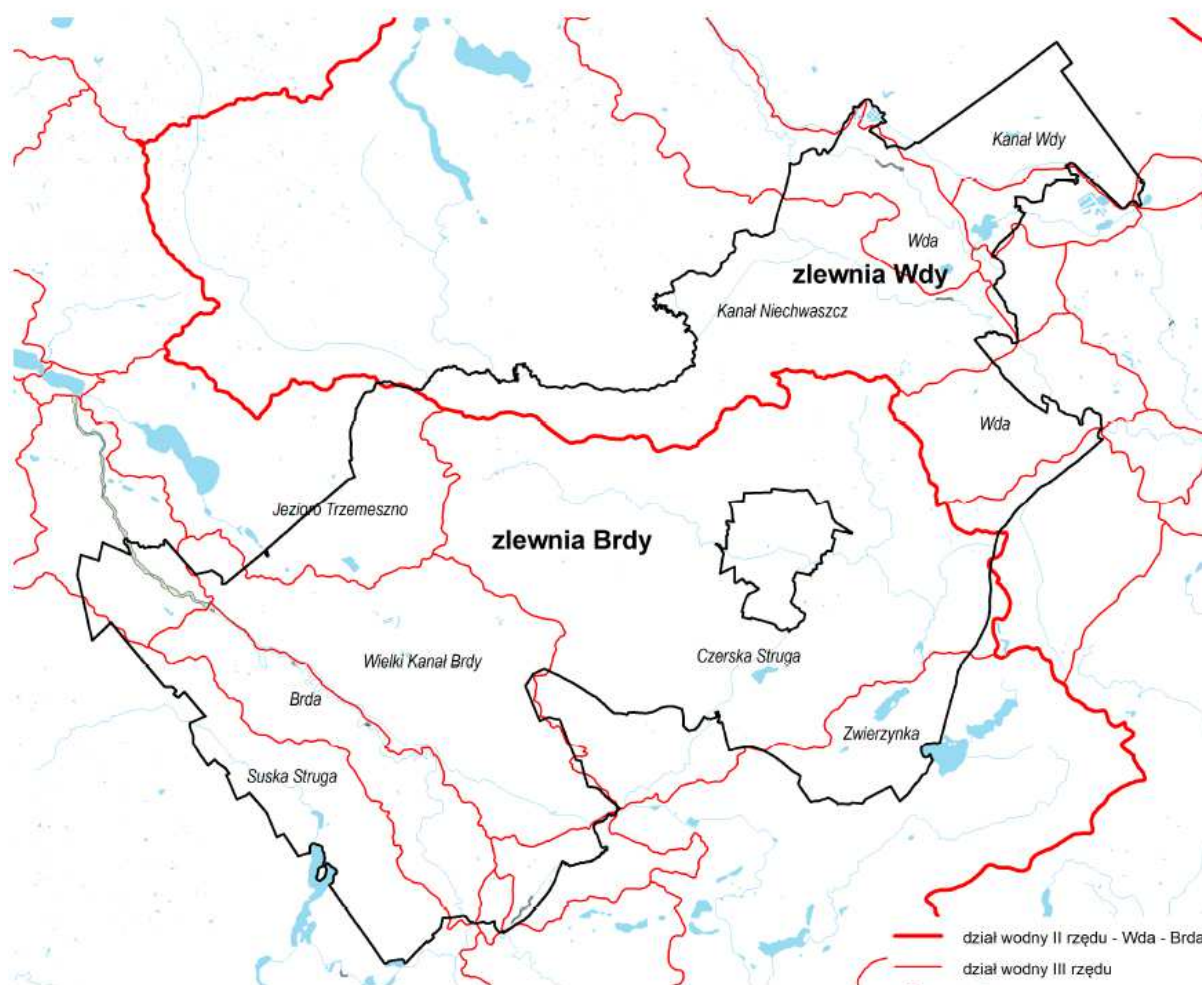 Kanał Wdy
Wda
zlewnia Wdy
Kanał Niechwaszcz
Wda
Jezioro Trzemeszno
zlewnia Brdy
Wielki Kanał Brdy
Czerska Struga
Brda
Zwierzynka
Suska Struga
dział wodny II rzędu - Wda - Brda
dział wodny III rzędu